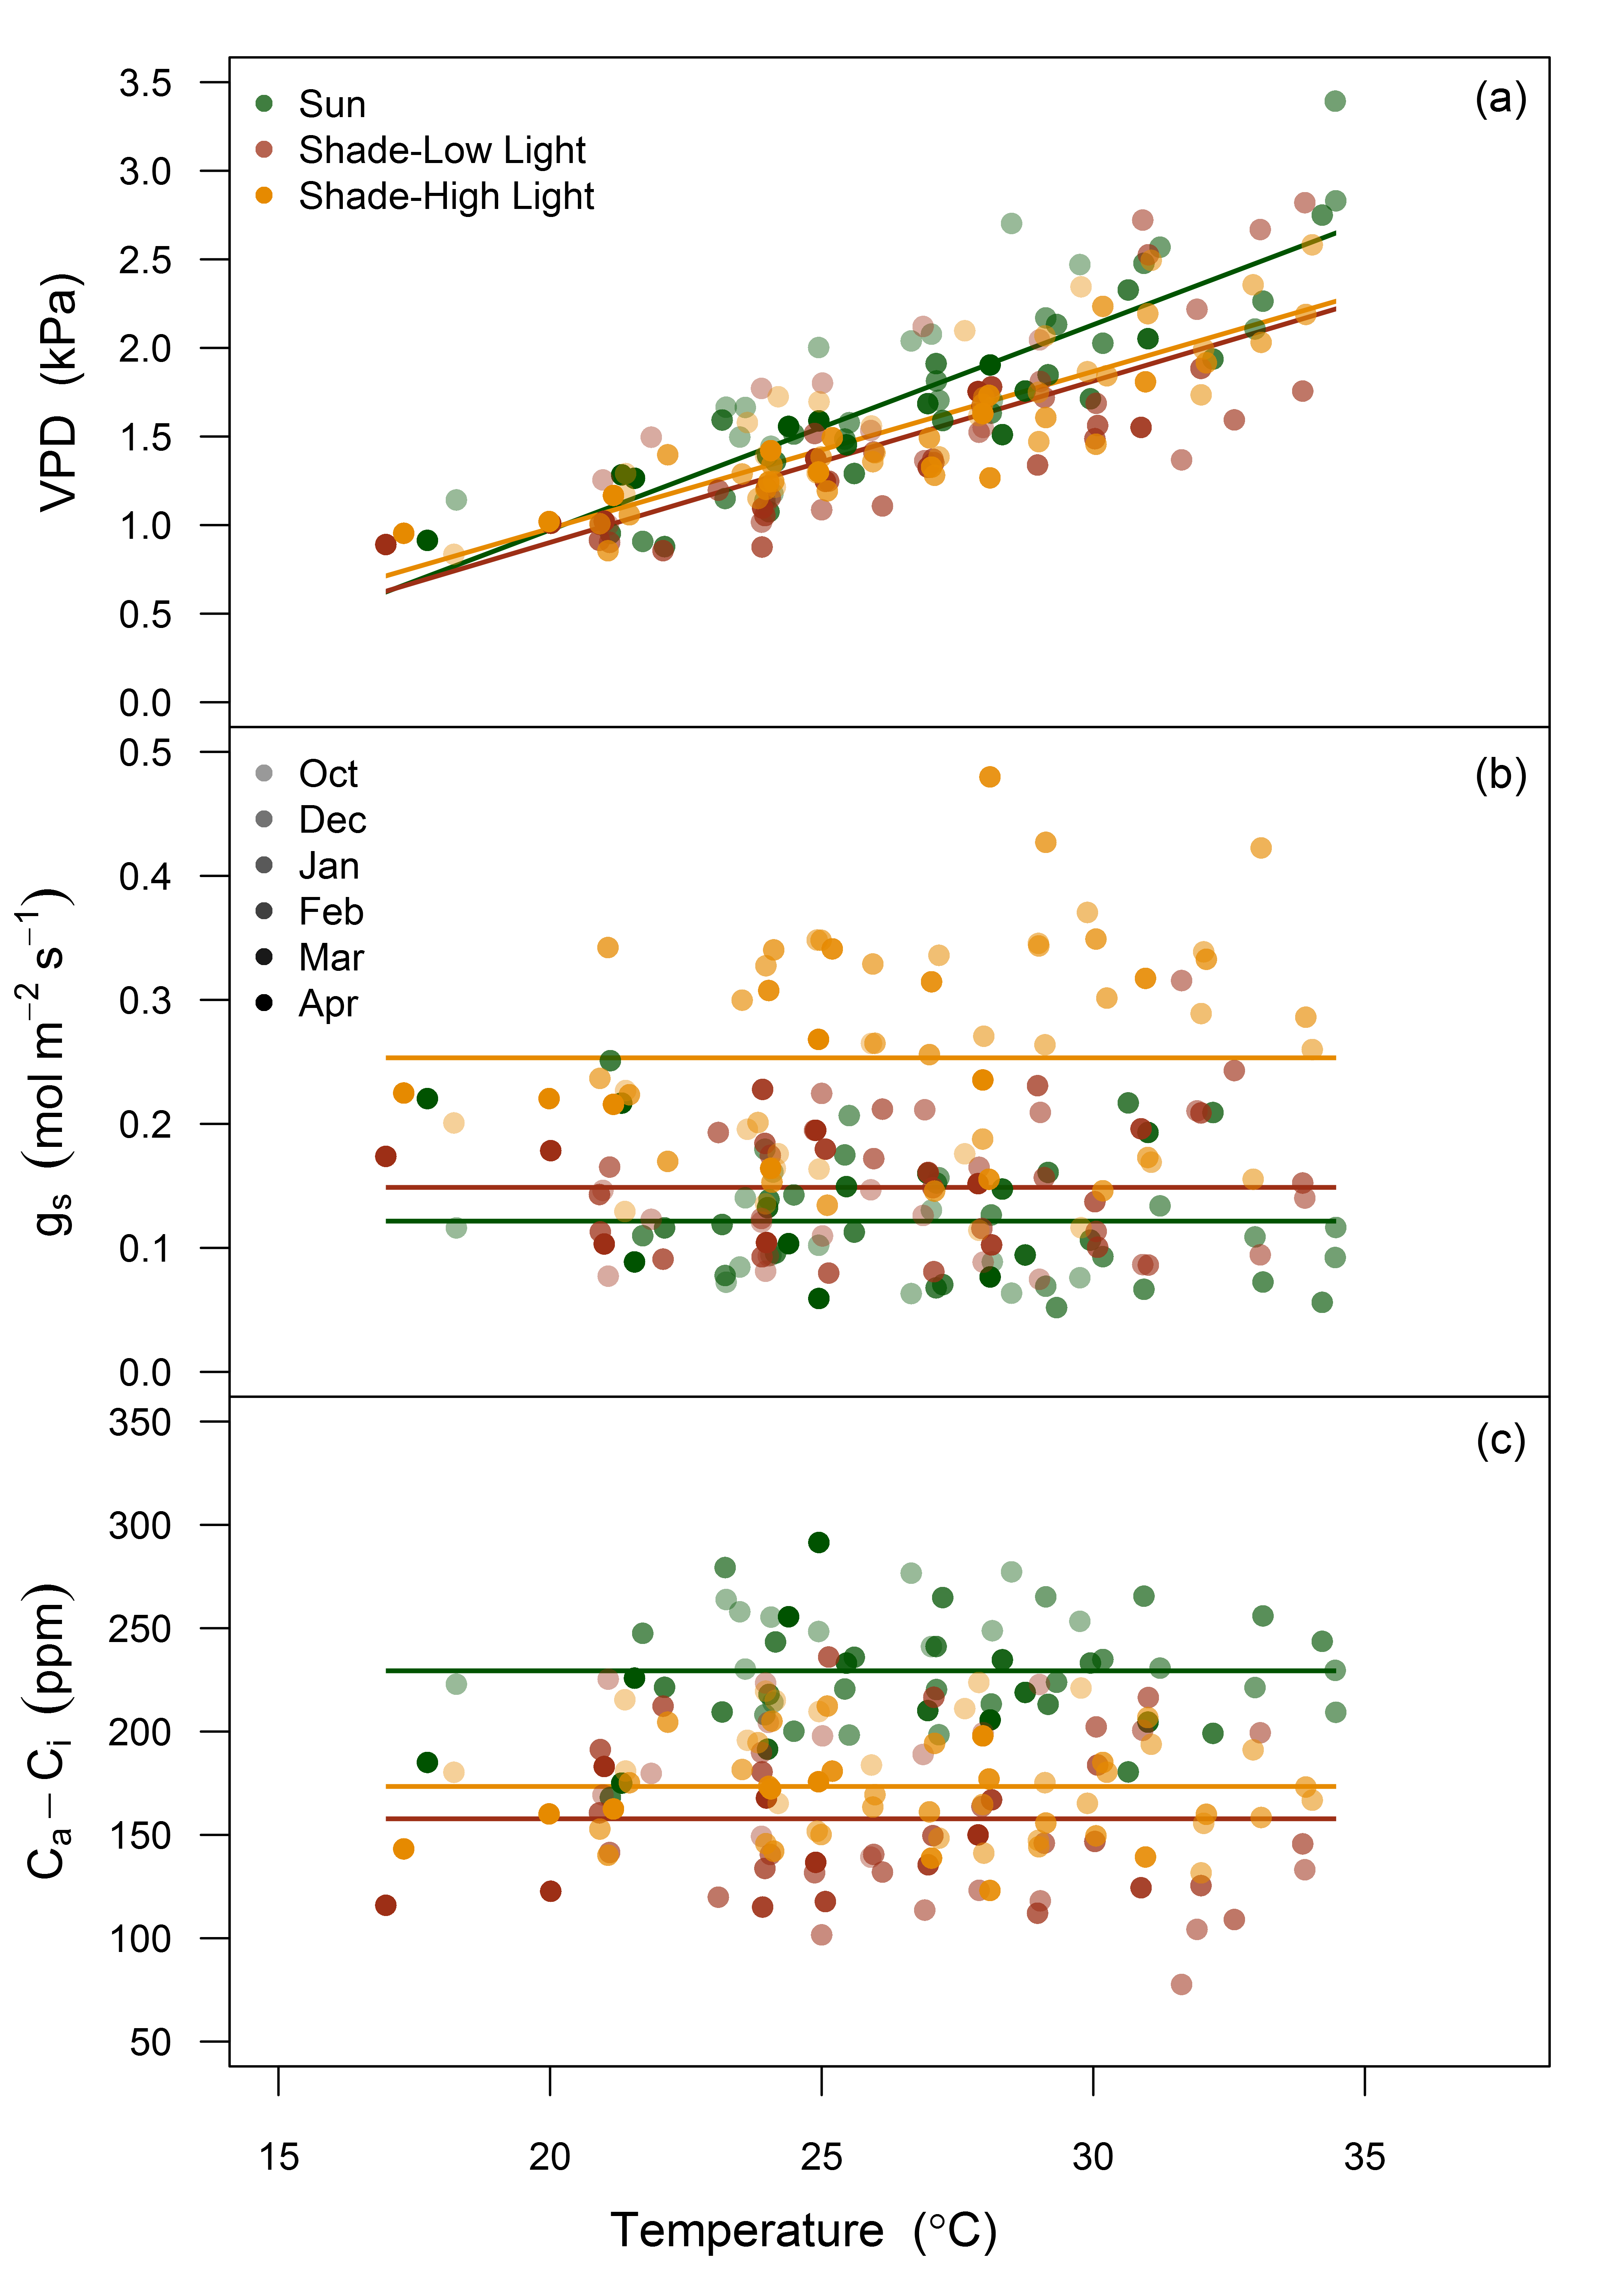 (a)
Sun
Shade-Low Light
Shade-High Light
3.5
3.0
2.5
2.0
1.5
1.0
0.5
0.0
VPD (kPa)
(b)
Oct
Dec
Jan
Feb
Mar
Apr
0.5
0.4
0.3
0.2
0.1
0.0
gs (mol m−2 s−1)
(c)
350
300
250
200
150
100
50
Ca − Ci (ppm)
15 20 25 30 35
Temperature (°C)